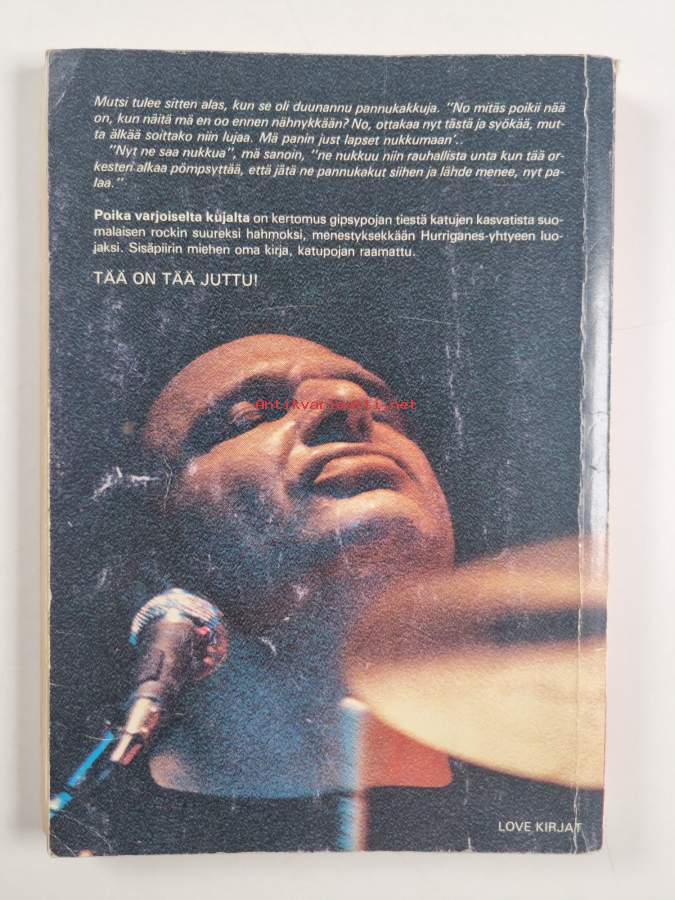 Mutsi tulee sitten alas, kun se oli duunannu pannukakkuja. "No mitäs poikii nää
on, kun näitä mä en oo ennen nähnykkään? No, ottakaa nyt tästä ja syökää, mut-
ta älkää soittako niin lujaa. Mä panin just lapset nukkumaan"..
"Nyt ne saa nukkua", mä sanoin, "ne nukkuu niin rauhallista unta kun tää or-
kesteri alkaa pömpsyttää, että jätä ne pannukakut siihen ja lähde menee, nyt pa-
laa."
Poika varjoiselta kujalta on kertomus gipsypojan tiestä katujen kasvatista suo-
malaisen rockin suureksi hahmoksi, menestyksekkään Hurriganes-yhtyeen luo-
jaksi. Sisäpiirin miehen oma kirja, katupojan raamattu.
TÄÄ ON TÄÄ JUTTU!
Antikvariaatti.net
LOVE KIRJAT